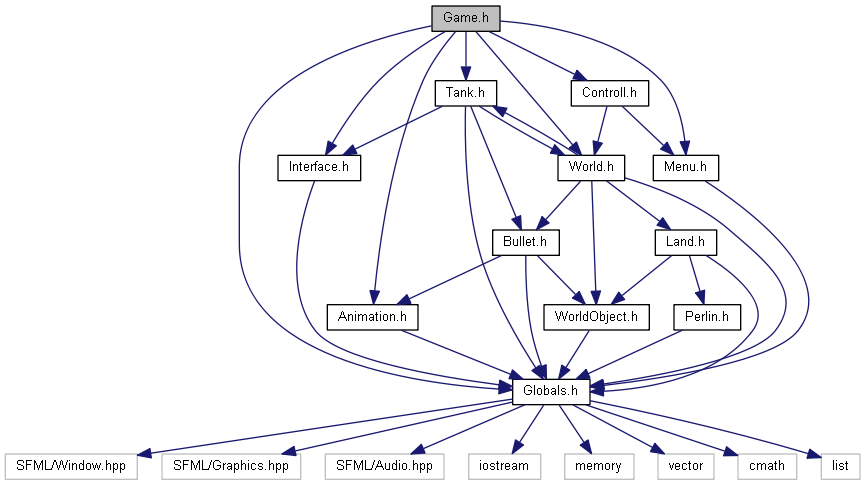 Game.h
Tank.h
Controll.h
Interface.h
World.h
Menu.h
Bullet.h
Land.h
Animation.h
WorldObject.h
Perlin.h
Globals.h
SFML/Window.hpp
SFML/Graphics.hpp
SFML/Audio.hpp
iostream
memory
vector
cmath
list